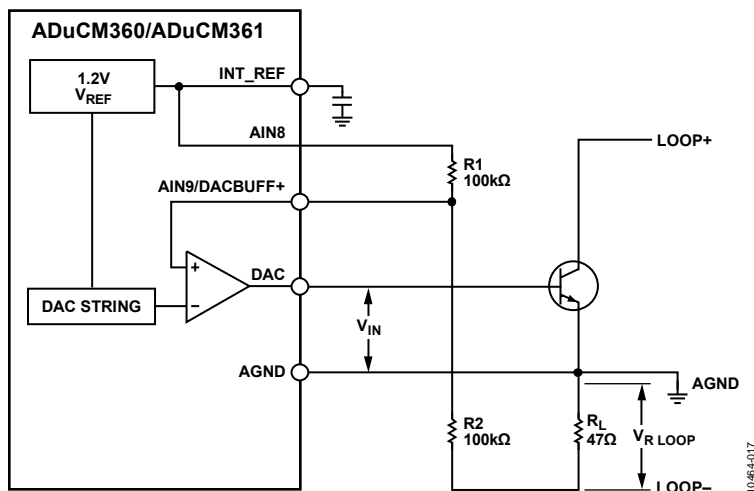 ADuCM360/ADuCM361
1.2V
VREF
INT_REF
AIN8
LOOP+
R1
100kΩ
AIN9/DACBUFF+
+
DAC
DAC STRING
–
VIN
AGND
AGND
R2
100kΩ
RL
47Ω
VR LOOP
LOOP–
10464-017